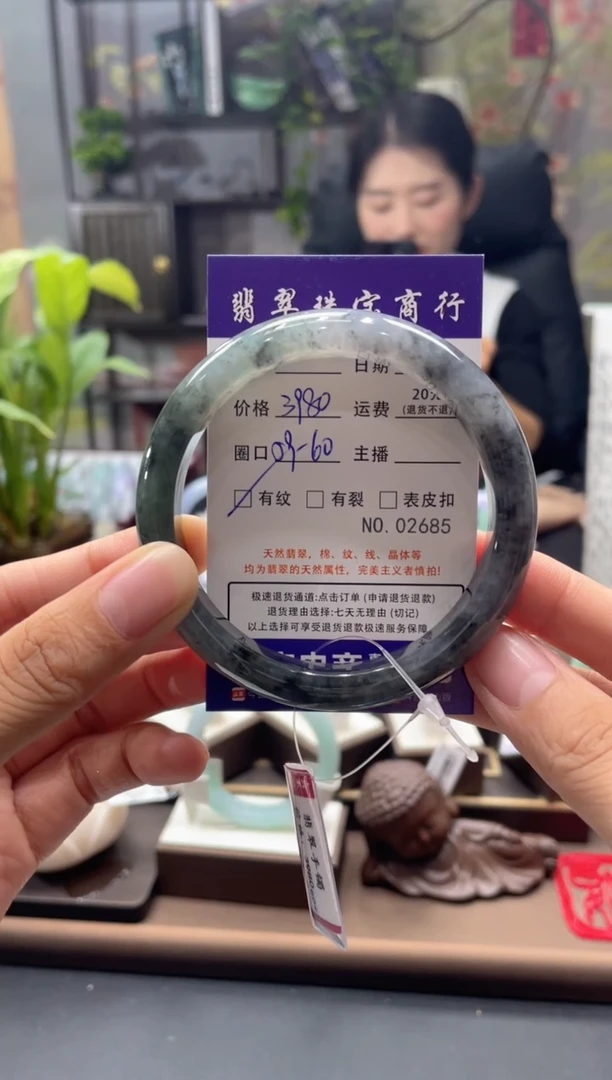 翡翠珠宝商行
日期
价格 3980 运费 20元
(退货不退)
圈口 09-60 主播
有纹 有裂 表皮扣
NO.02685
天然翡翠，棉、纹、线、晶体等
均为翡翠的天然属性，完美主义者慎拍!
极速退货通道:点击订单(申请退货退款)
退货理由选择:七天无理由(切记)
以上选择可享受退货退款极速服务保障
翡翠手镯